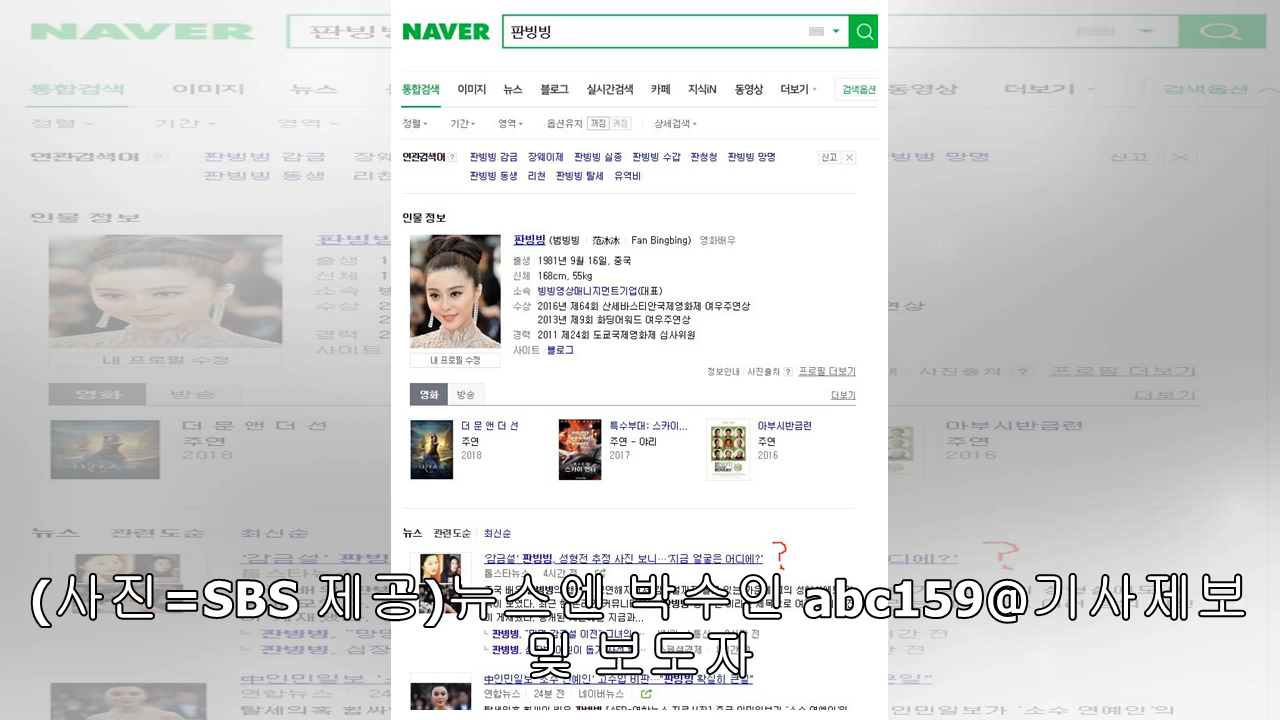 NAVER 판빙빙
통합검색 이미지 뉴스 블로그 실시간검색 카페 지식iN 동영상 더보기 검색옵션
정렬 기간 영역 옵션유지 꺼짐 켜짐 상세검색
연관검색어 ? 판빙빙 감금 장웨이제 판빙빙 실종 판빙빙 수갑 판청청 판빙빙 망명 신고
판빙빙 동생 리천 판빙빙 탈세 유역비
인물 정보
판빙빙 (범빙빙 范冰冰 Fan Bingbing) 영화배우
출생 1981년 9월 16일, 중국
신체 168cm, 55kg
소속 빙빙영상매니지먼트기업(대표)
수상 2016년 제64회 산세바스티안국제영화제 여우주연상
2013년 제9회 화딩어워드 여우주연상
경력 2011 제24회 도쿄국제영화제 심사위원
사이트 블로그
내 프로필 수정
정보안내 사진출처 ? 프로필 더보기
영화 방송 더보기
더 문 앤 더 선 특수부대: 스카이... 아부시반금련
주연 주연 - 야리 주연
2018 2017 2016
뉴스 관련도순 최신순
'감금설' 판빙빙, 성형전 추정 사진 보니…'지금 얼굴은 어디에?' ?
톱스타뉴스 4시간 전
(사진=SBS 제공)뉴스엔 박수인 abc159@기사제보
및 보도자
中인민일보 '소수 연예인' 고수입 비판…"판빙빙 확실히 큰일"
연합뉴스 24분 전 네이버뉴스